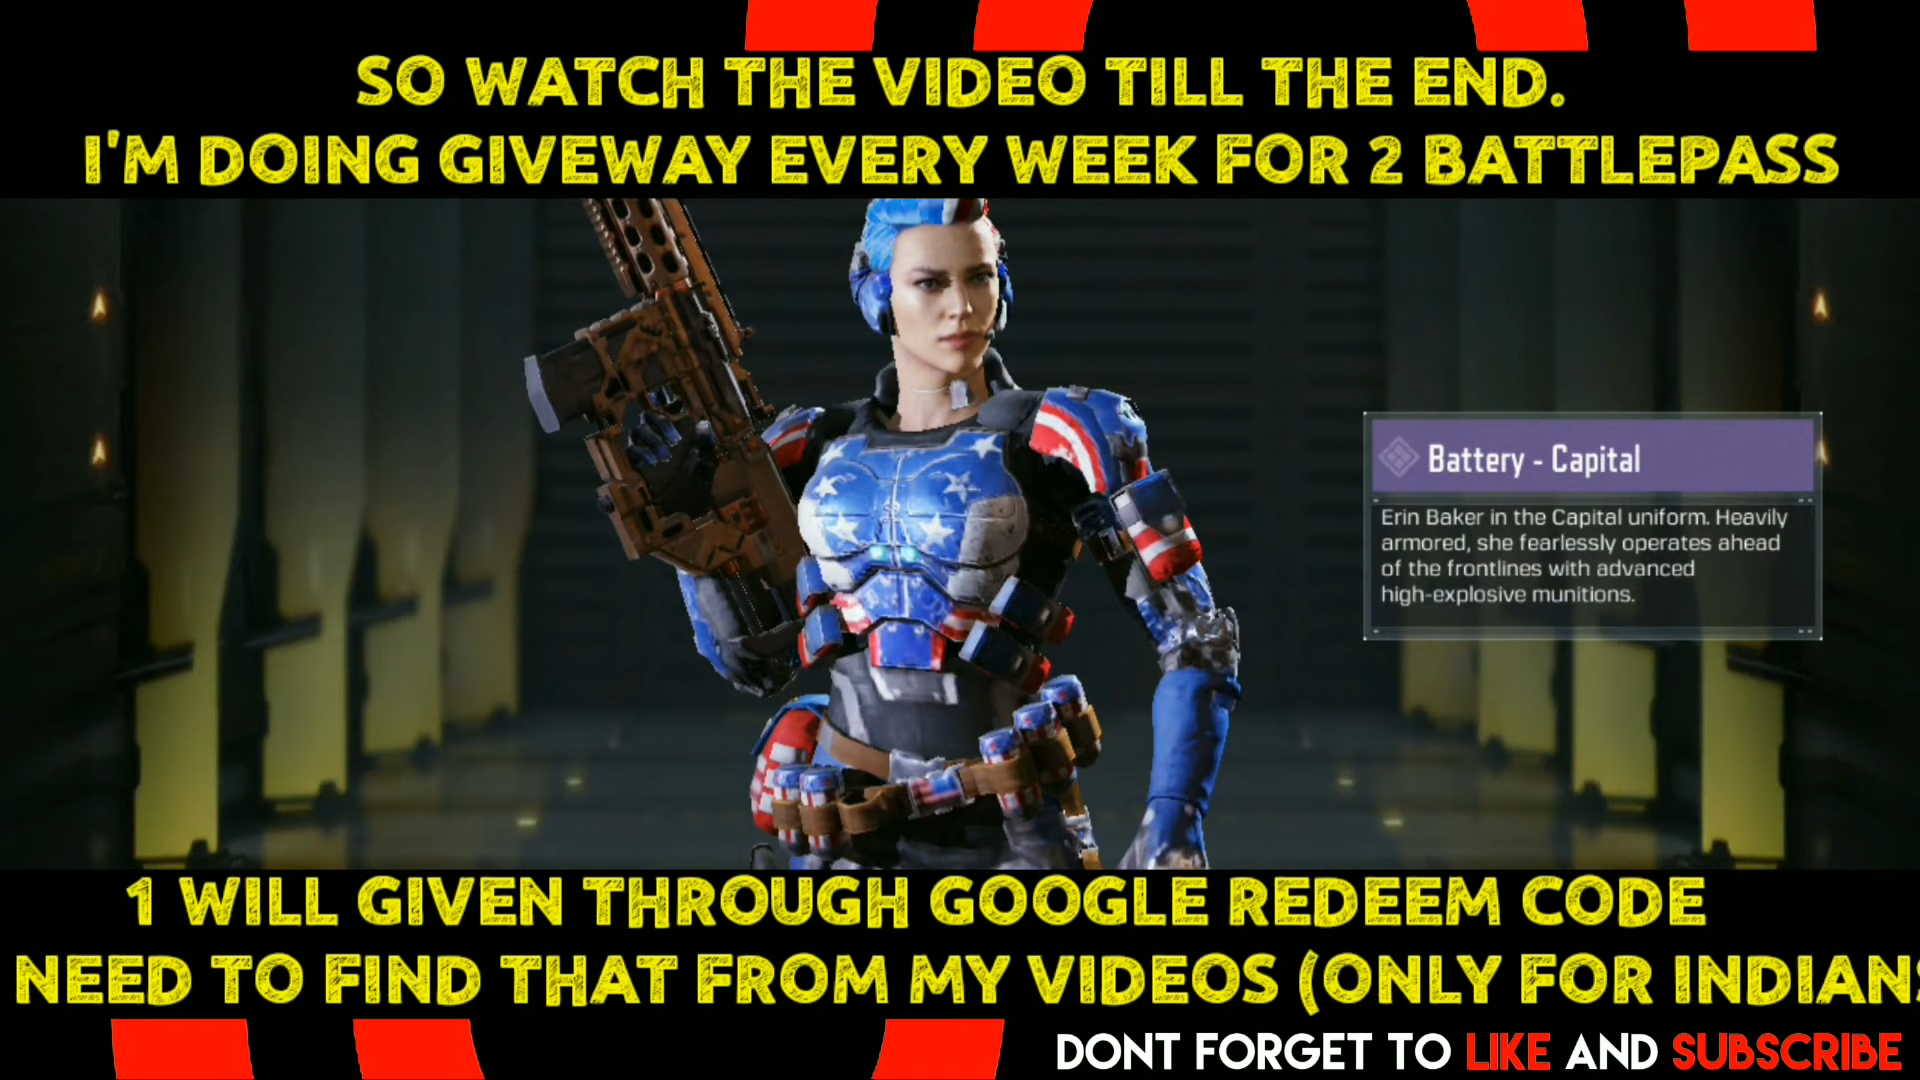 SO WATCH THE VIDEO TILL THE END.
I'M DOING GIVEWAY EVERY WEEK FOR 2 BATTLEPASS
Battery - Capital
Erin Baker in the Capital uniform. Heavily
armored, she fearlessly operates ahead
of the frontlines with advanced
high-explosive munitions.
1 WILL GIVEN THROUGH GOOGLE REDEEM CODE
NEED TO FIND THAT FROM MY VIDEOS (ONLY FOR INDIANS
DONT FORGET TO LIKE AND SUBSCRIBE